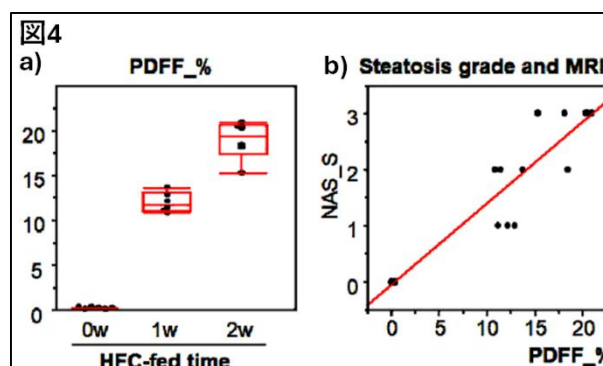 図4
a)
PDFF_%
20
15
10
5
0
0w 1w 2w
HFC-fed time
b) Steatosis grade and MRI
NAS_S
3
2
1
0
0 5 10 15 20
PDFF_%